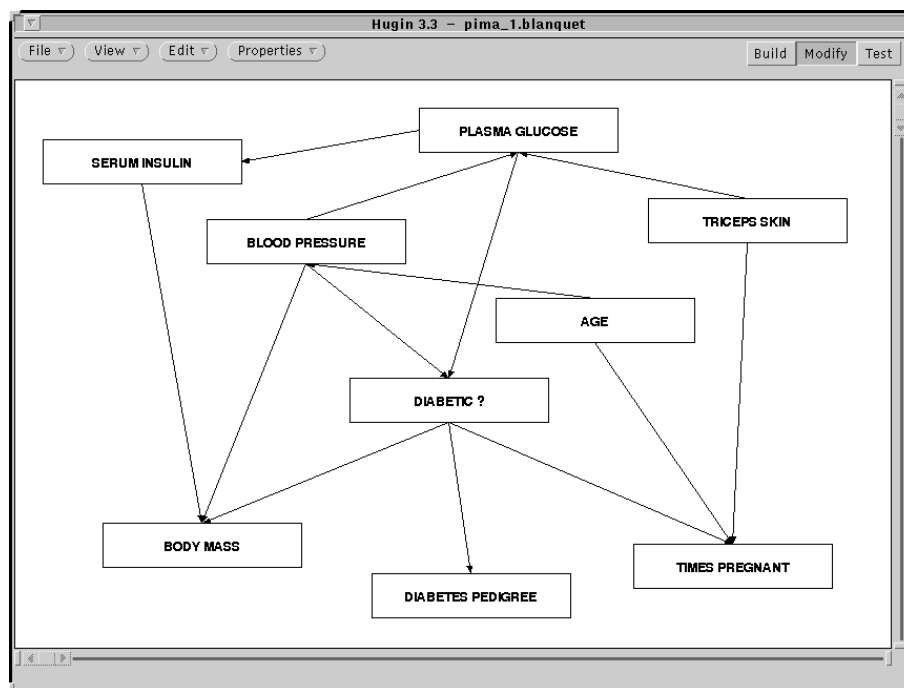 Hugin 3.3 – pima_1.blanquet
File View Edit Properties Build Modify Test
PLASMA GLUCOSE
SERUM INSULIN
TRICEPS SKIN
BLOOD PRESSURE
AGE
DIABETIC ?
BODY MASS
TIMES PREGNANT
DIABETES PEDIGREE